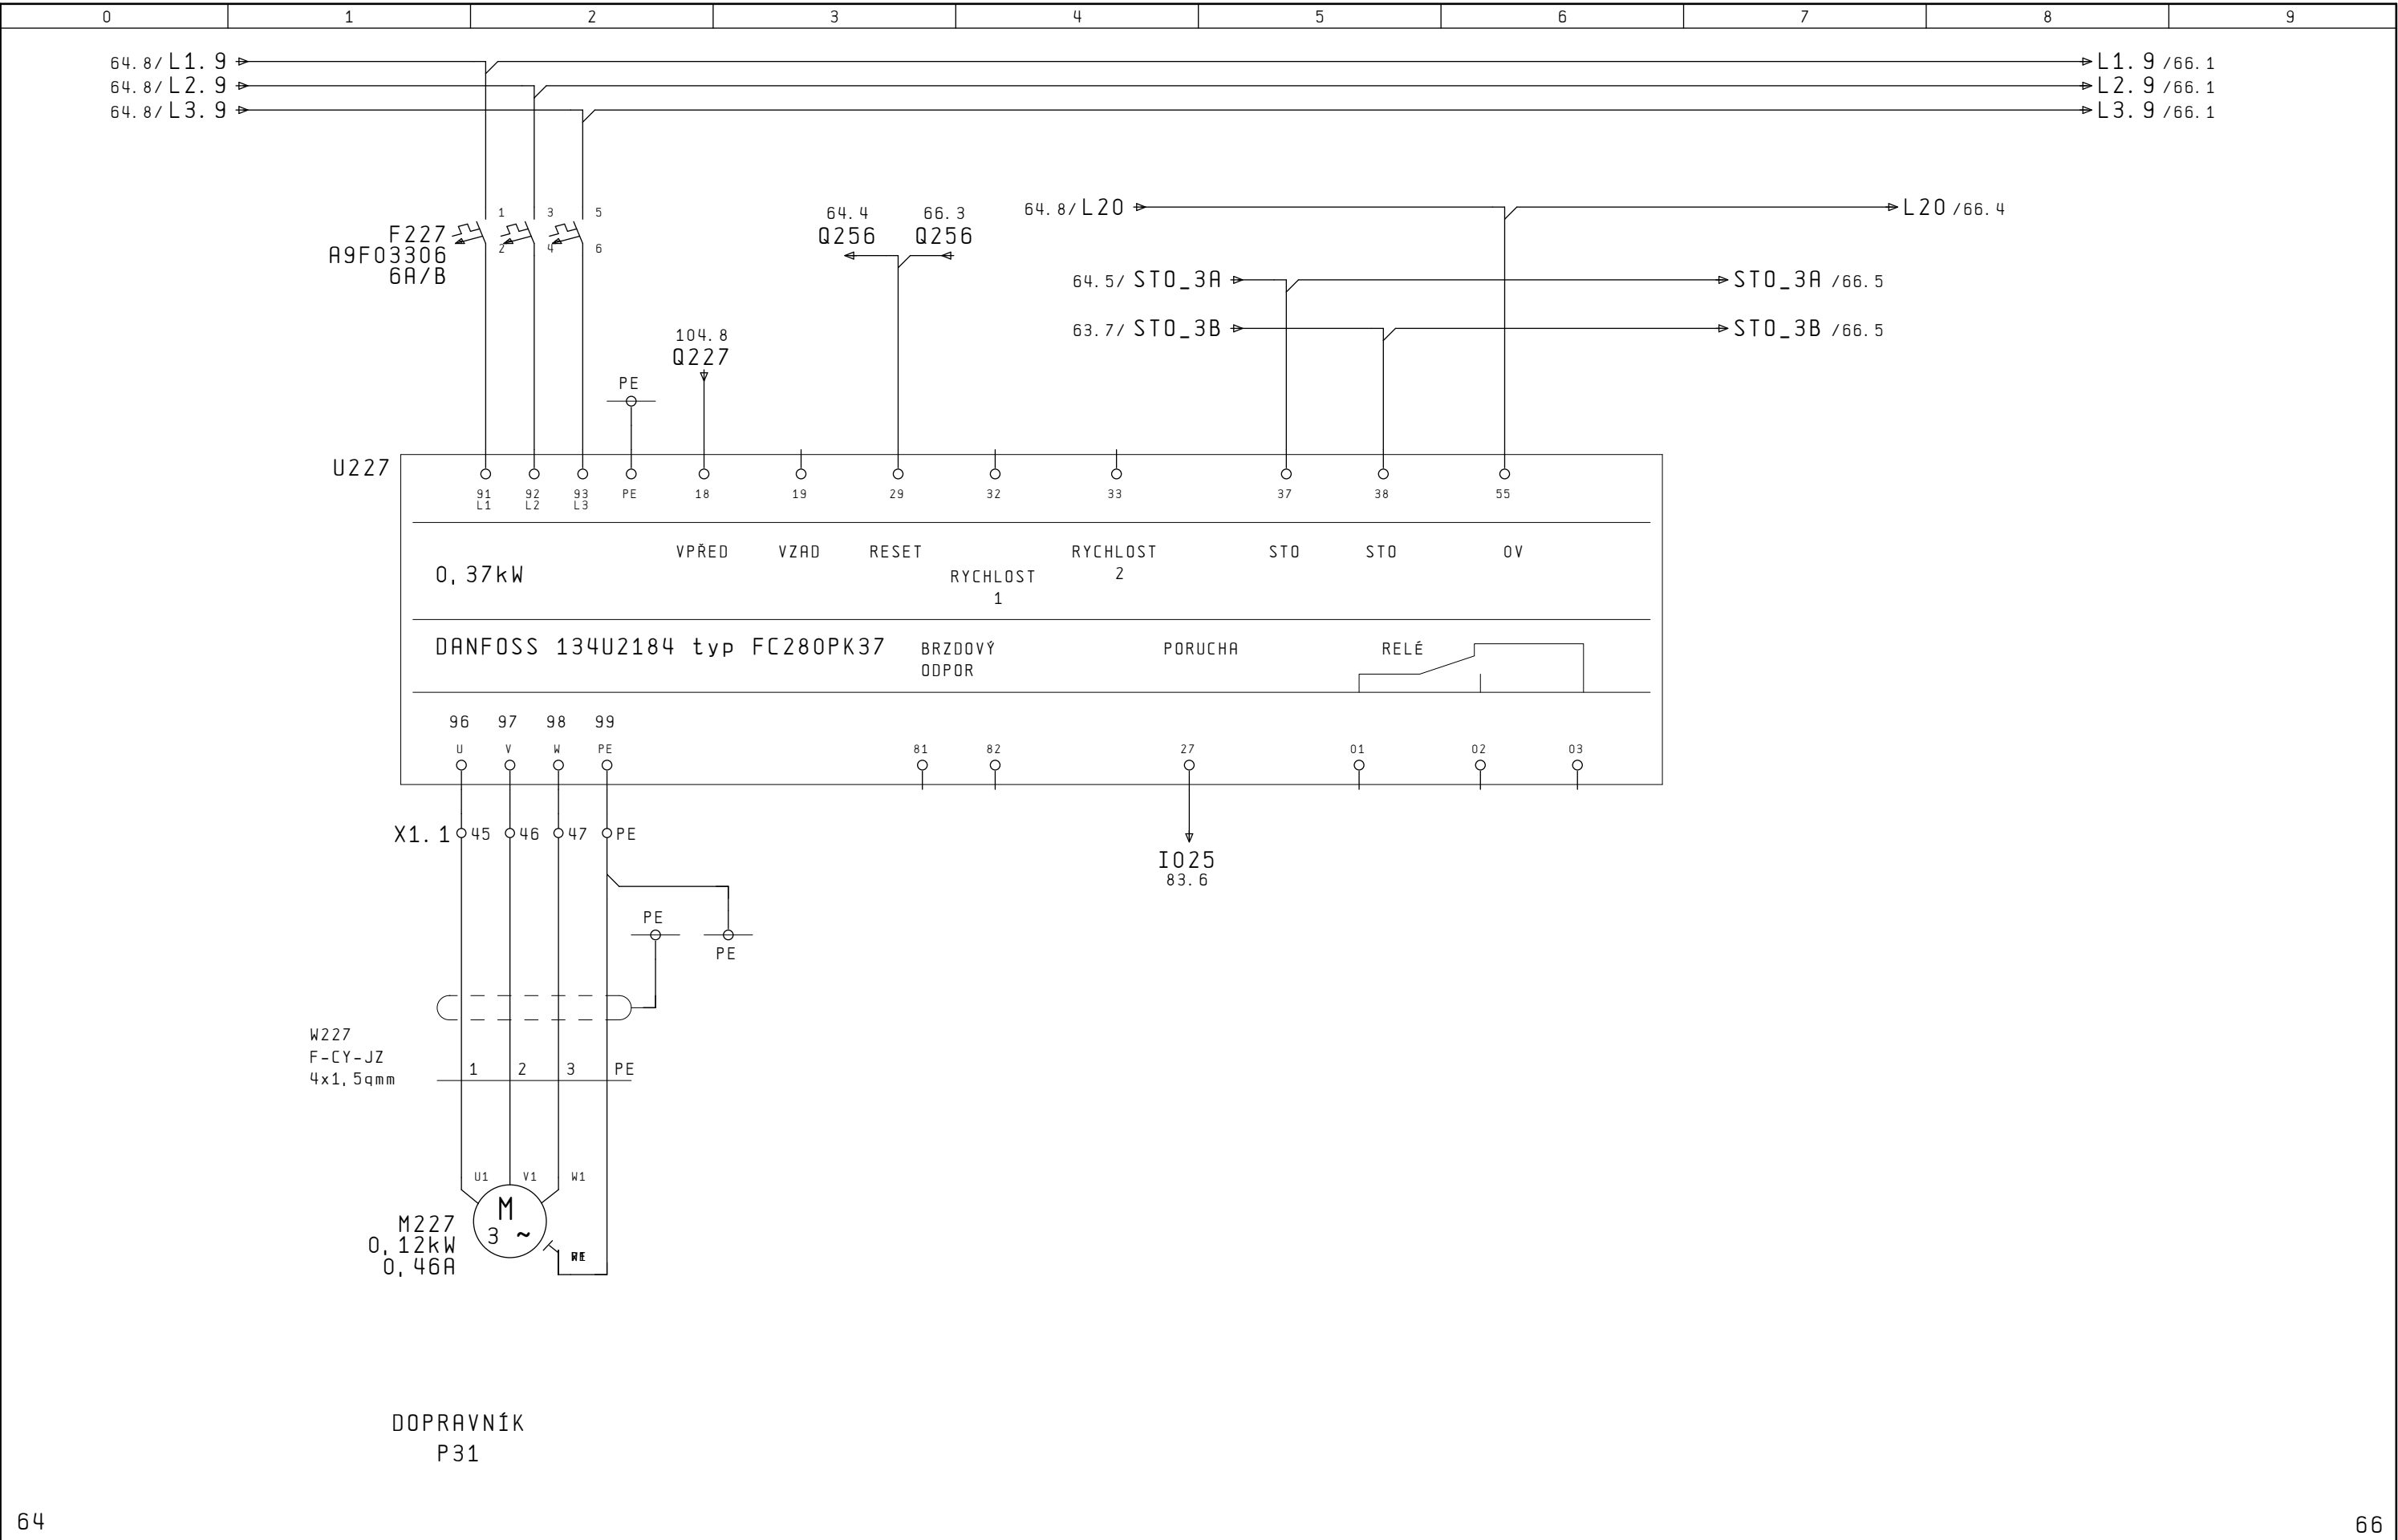 0 1 2 3 4 5 6 7 8 9
64.8/L1.9 L1.9/66.1
64.8/L2.9 L2.9/66.1
64.8/L3.9 L3.9/66.1
64.8/L20 L20/66.4
64.4 66.3
Q256 Q256
1 3 5
F227
2 4 6
A9F03306
6A/B
64.5/ STO_3A STO_3A /66.5
63.7/ STO_3B STO_3B /66.5
104.8
Q227
PE
U227
91 92 93 PE 18 19 29 32 33 37 38 55
L1 L2 L3
VPŘED VZAD RESET RYCHLOST STO STO 0V
2
0,37kW
RYCHLOST
1
DANFOSS 134U2184 typ FC280PK37
BRZDOVÝ PORUCHA RELÉ
ODPOR
96 97 98 99
U V W PE 81 82 27 01 02 03
X1.1 45 46 47 PE
I025
83.6
PE
PE
W227
F-CY-JZ
4x1,5qmm
1 2 3 PE
U1 V1 W1
M
3 ~
M227
0,12kW
0,46A
DOPRAVNÍK
P31
64 66